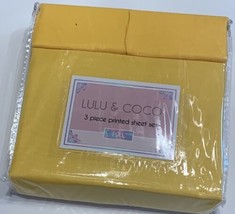 LULU & COCO
3 piece printed sheet set